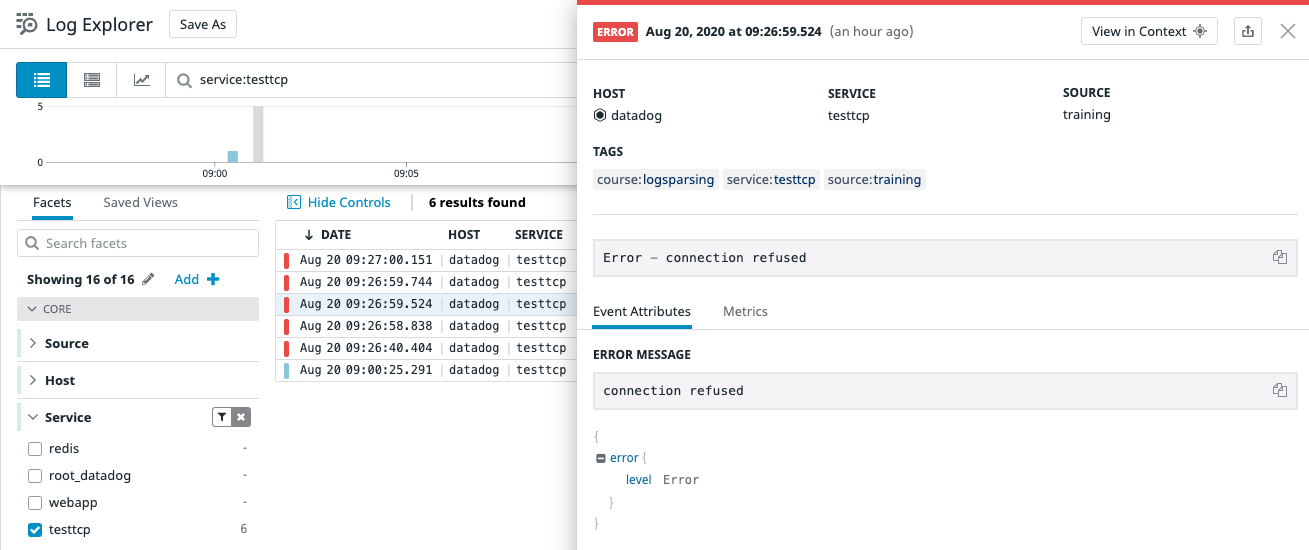 Log Explorer Save As
service:testtcp
5
0
09:00 09:05
Facets Saved Views
Search facets
Showing 16 of 16 Add
CORE
Source
Host
Service
redis -
root_datadog -
webapp -
testtcp 6
Hide Controls 6 results found
DATE HOST SERVICE
Aug 20 09:27:00.151 datadog testtcp
Aug 20 09:26:59.744 datadog testtcp
Aug 20 09:26:59.524 datadog testtcp
Aug 20 09:26:58.838 datadog testtcp
Aug 20 09:26:40.404 datadog testtcp
Aug 20 09:00:25.291 datadog testtcp
ERROR Aug 20, 2020 at 09:26:59.524 (an hour ago) View in Context
HOST SERVICE SOURCE
datadog testtcp training
TAGS
course:logsparsing service:testtcp source:training
Error – connection refused
Event Attributes Metrics
ERROR MESSAGE
connection refused
{
error {
level Error
}
}